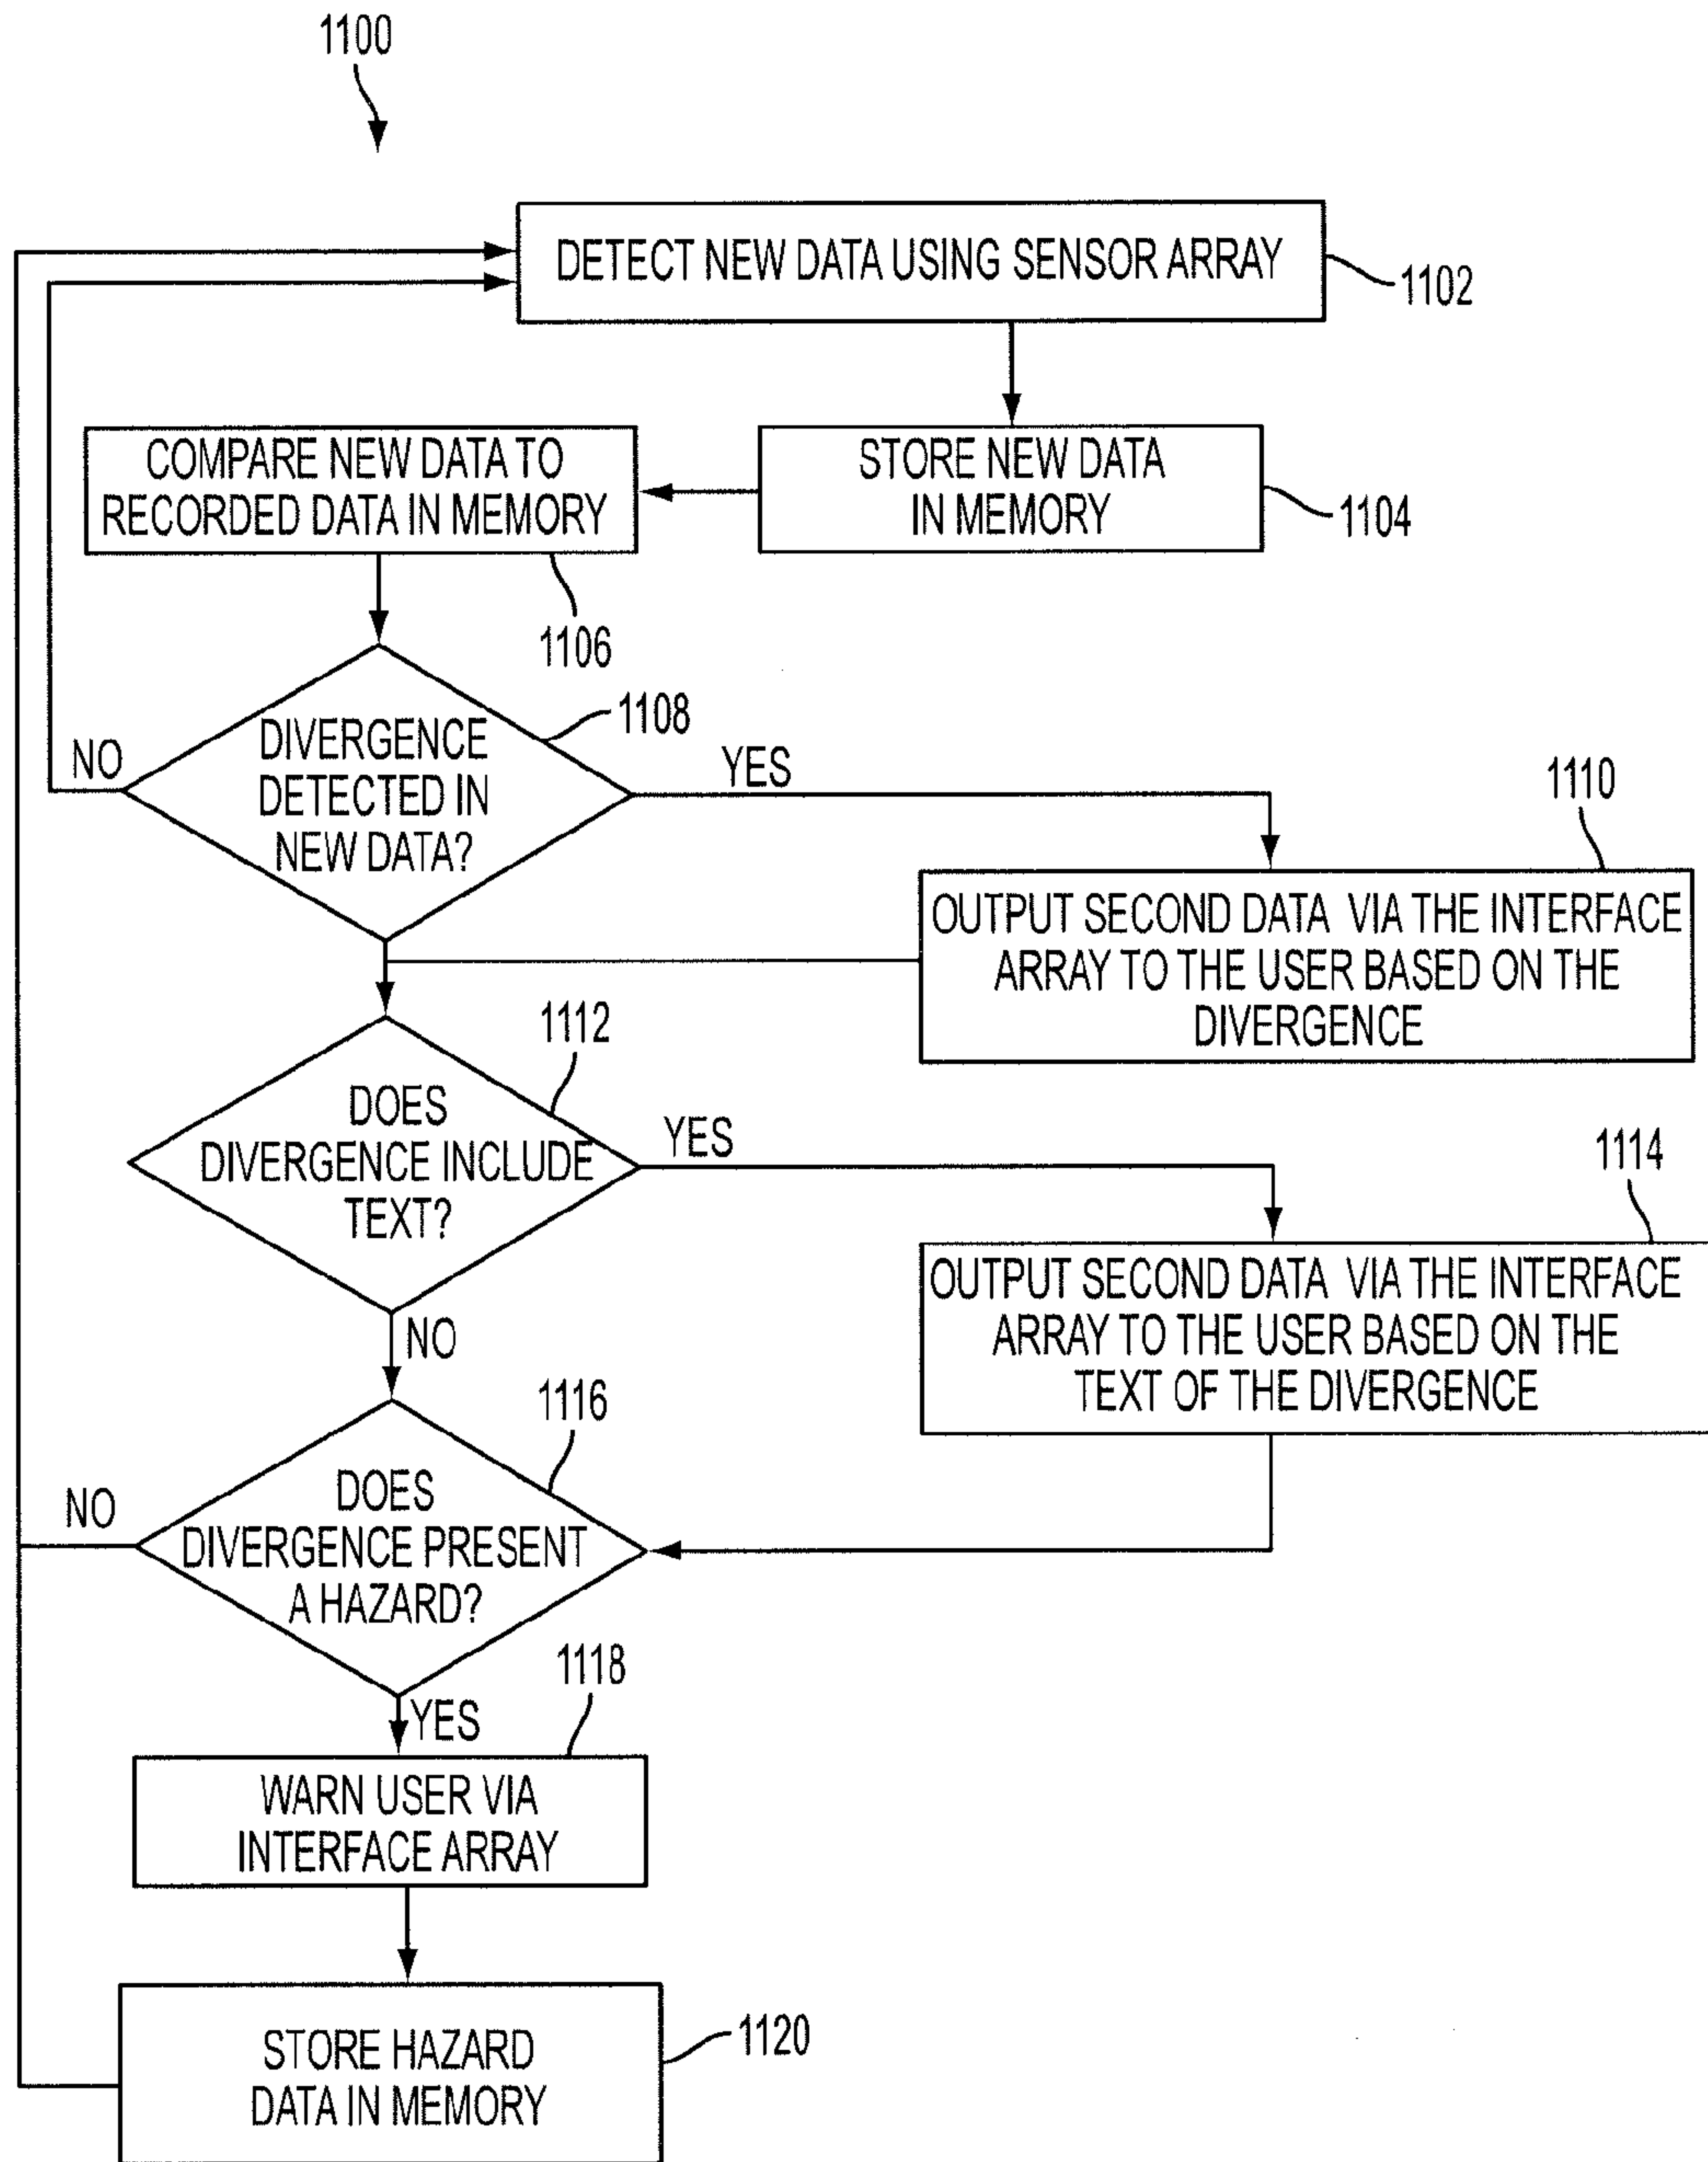 1100
DETECT NEW DATA USING SENSOR ARRAY
1102
COMPARE NEW DATA TO
RECORDED DATA IN MEMORY
STORE NEW DATA
IN MEMORY
1104
1106
DIVERGENCE
DETECTED IN
NEW DATA?
1108
NO
YES
1110
OUTPUT SECOND DATA VIA THE INTERFACE
ARRAY TO THE USER BASED ON THE
DIVERGENCE
1112
DOES
DIVERGENCE INCLUDE
TEXT?
YES
1114
OUTPUT SECOND DATA VIA THE INTERFACE
ARRAY TO THE USER BASED ON THE
TEXT OF THE DIVERGENCE
NO
1116
DOES
DIVERGENCE PRESENT
A HAZARD?
NO
YES
1118
WARN USER VIA
INTERFACE ARRAY
STORE HAZARD
DATA IN MEMORY
1120